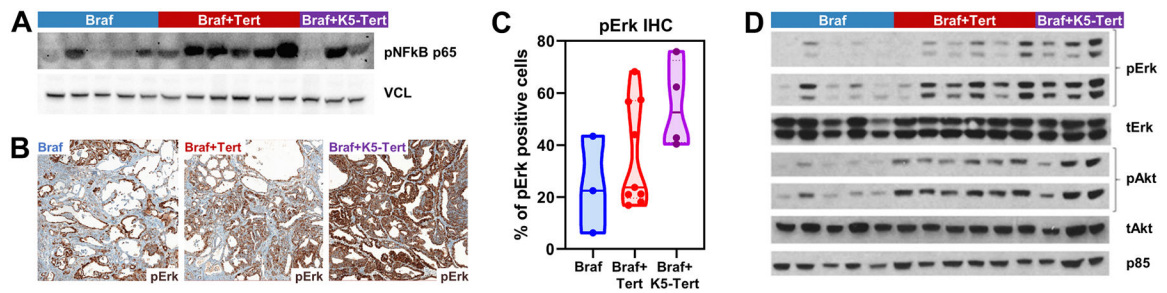 A
Braf Braf+Tert Braf+K5-Tert
pNFkB p65
VCL
B
Braf Braf+Tert Braf+K5-Tert
pErk pErk pErk
C
pErk IHC
% of pErk positive cells
80
60
40
20
0
Braf Braf+ Braf+
Tert K5-Tert
D
Braf Braf+Tert Braf+K5-Tert
pErk
tErk
pAkt
tAkt
p85